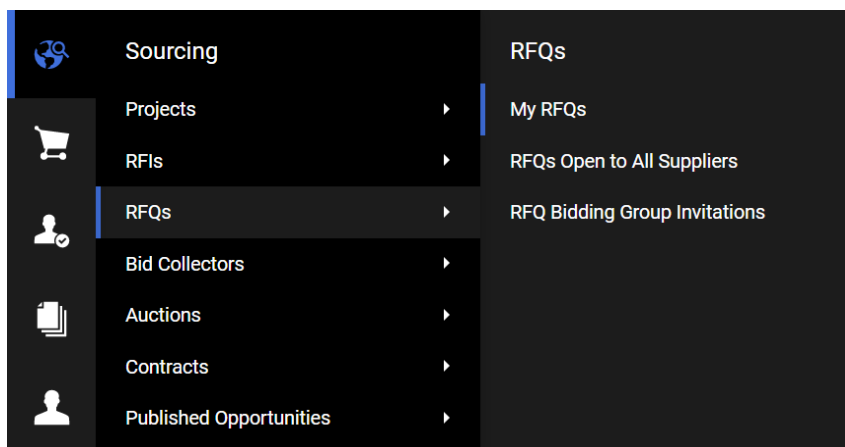 Sourcing
Projects
RFIs
RFQs
Bid Collectors
Auctions
Contracts
Published Opportunities
RFQs
My RFQs
RFQs Open to All Suppliers
RFQ Bidding Group Invitations